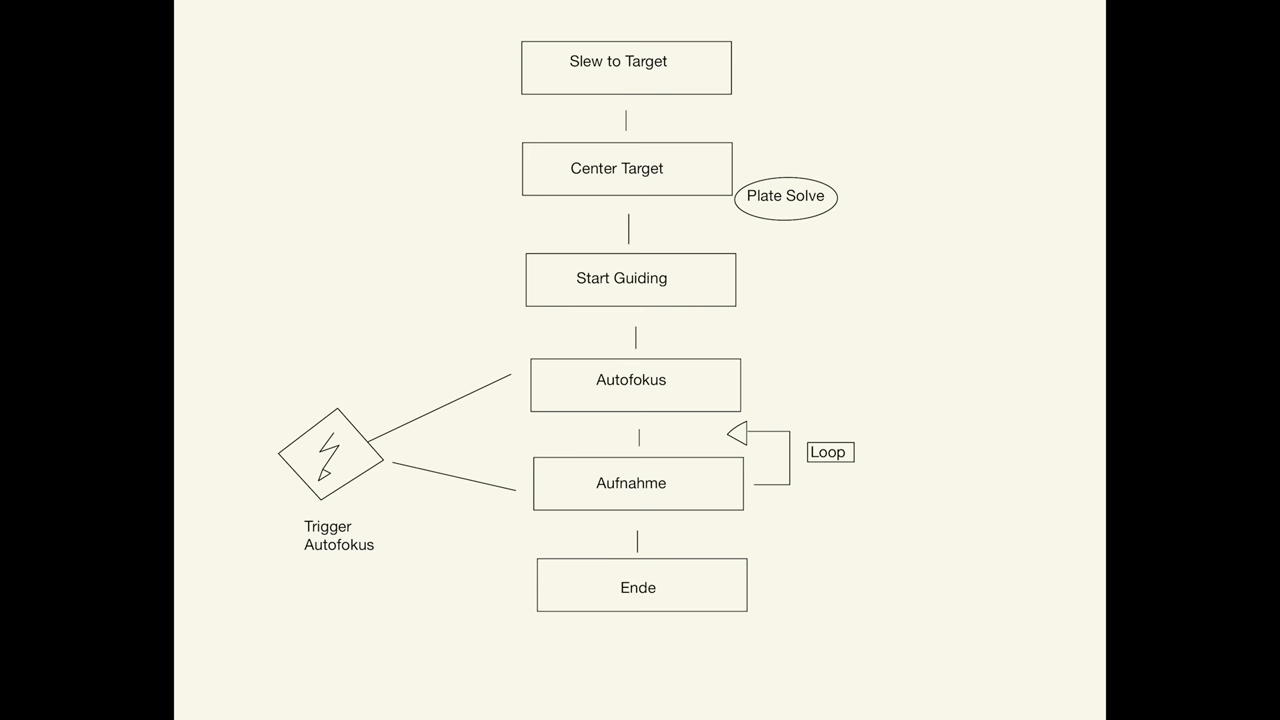 Slew to Target
Center Target
Plate Solve
Start Guiding
Autofokus
Loop
Aufnahme
Trigger
Autofokus
Ende